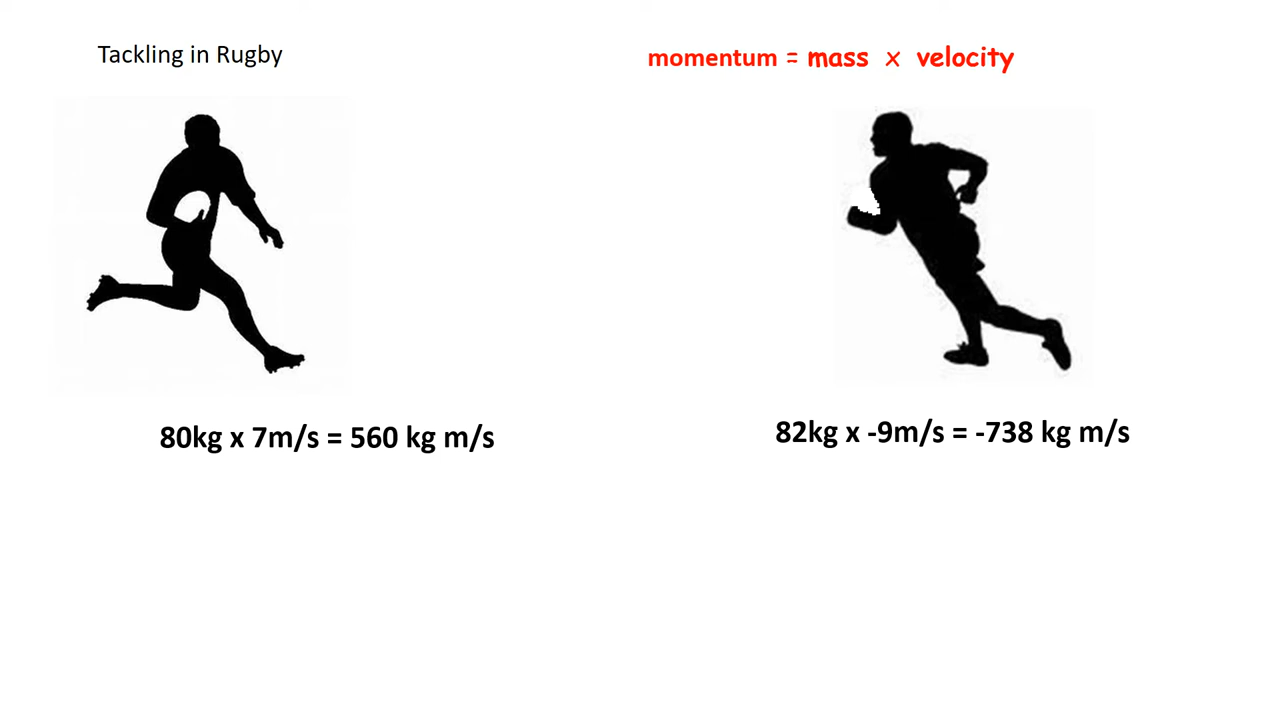 Tackling in Rugby
momentum = mass x velocity
80kg x 7m/s = 560 kg m/s
82kg x -9m/s = -738 kg m/s